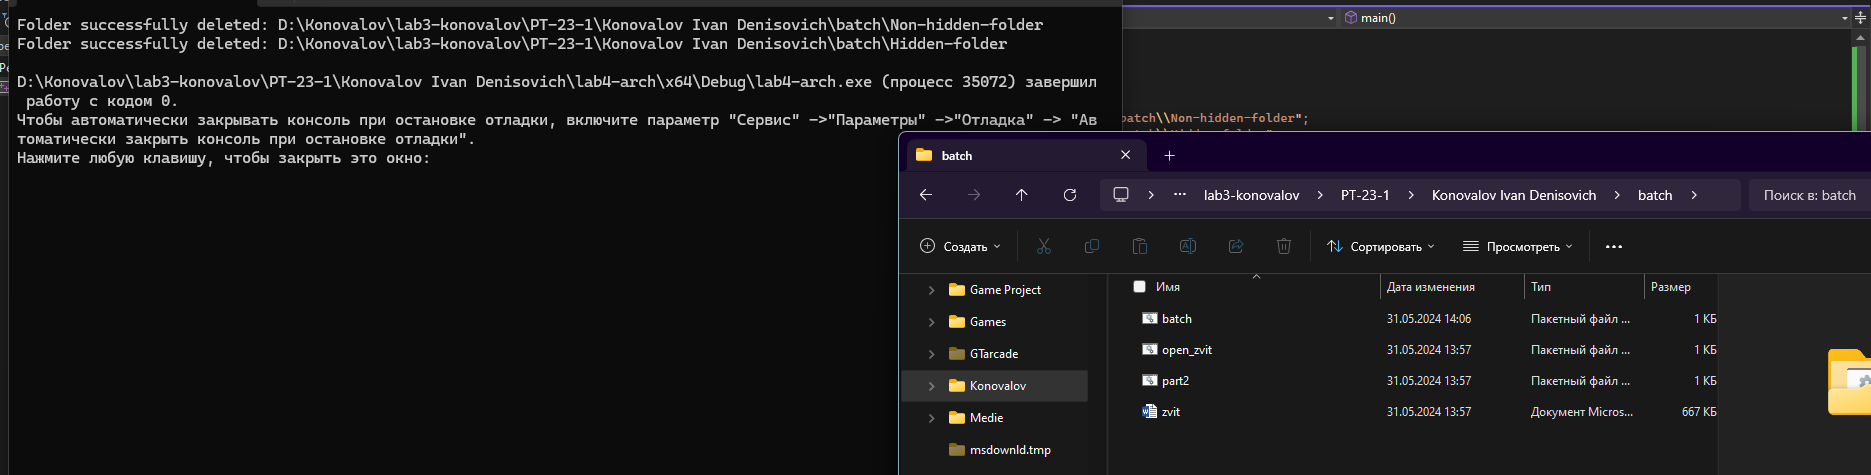 Folder successfully deleted: D:\Konovalov\lab3-konovalov\PT-23-1\Konovalov Ivan Denisovich\batch\Non-hidden-folder
Folder successfully deleted: D:\Konovalov\lab3-konovalov\PT-23-1\Konovalov Ivan Denisovich\batch\Hidden-folder
D:\Konovalov\lab3-konovalov\PT-23-1\Konovalov Ivan Denisovich\lab4-arch\x64\Debug\lab4-arch.exe (процесс 35072) завершил
работу с кодом 0.
Чтобы автоматически закрывать консоль при остановке отладки, включите параметр "Сервис" ->"Параметры" ->"Отладка" -> "Ав
томатически закрыть консоль при остановке отладки".
Нажмите любую клавишу, чтобы закрыть это окно:
main()
batch\\Non-hidden-folder";
batch
lab3-konovalov > PT-23-1 > Konovalov Ivan Denisovich > batch >
Поиск в: batch
Создать
Сортировать
Просмотреть
Game Project
Games
GTarcade
Konovalov
Medie
msdownld.tmp
Имя Дата изменения Тип Размер
batch 31.05.2024 14:06 Пакетный файл ... 1 КБ
open_zvit 31.05.2024 13:57 Пакетный файл ... 1 КБ
part2 31.05.2024 13:57 Пакетный файл ... 1 КБ
zvit 31.05.2024 13:57 Документ Micros... 667 КБ